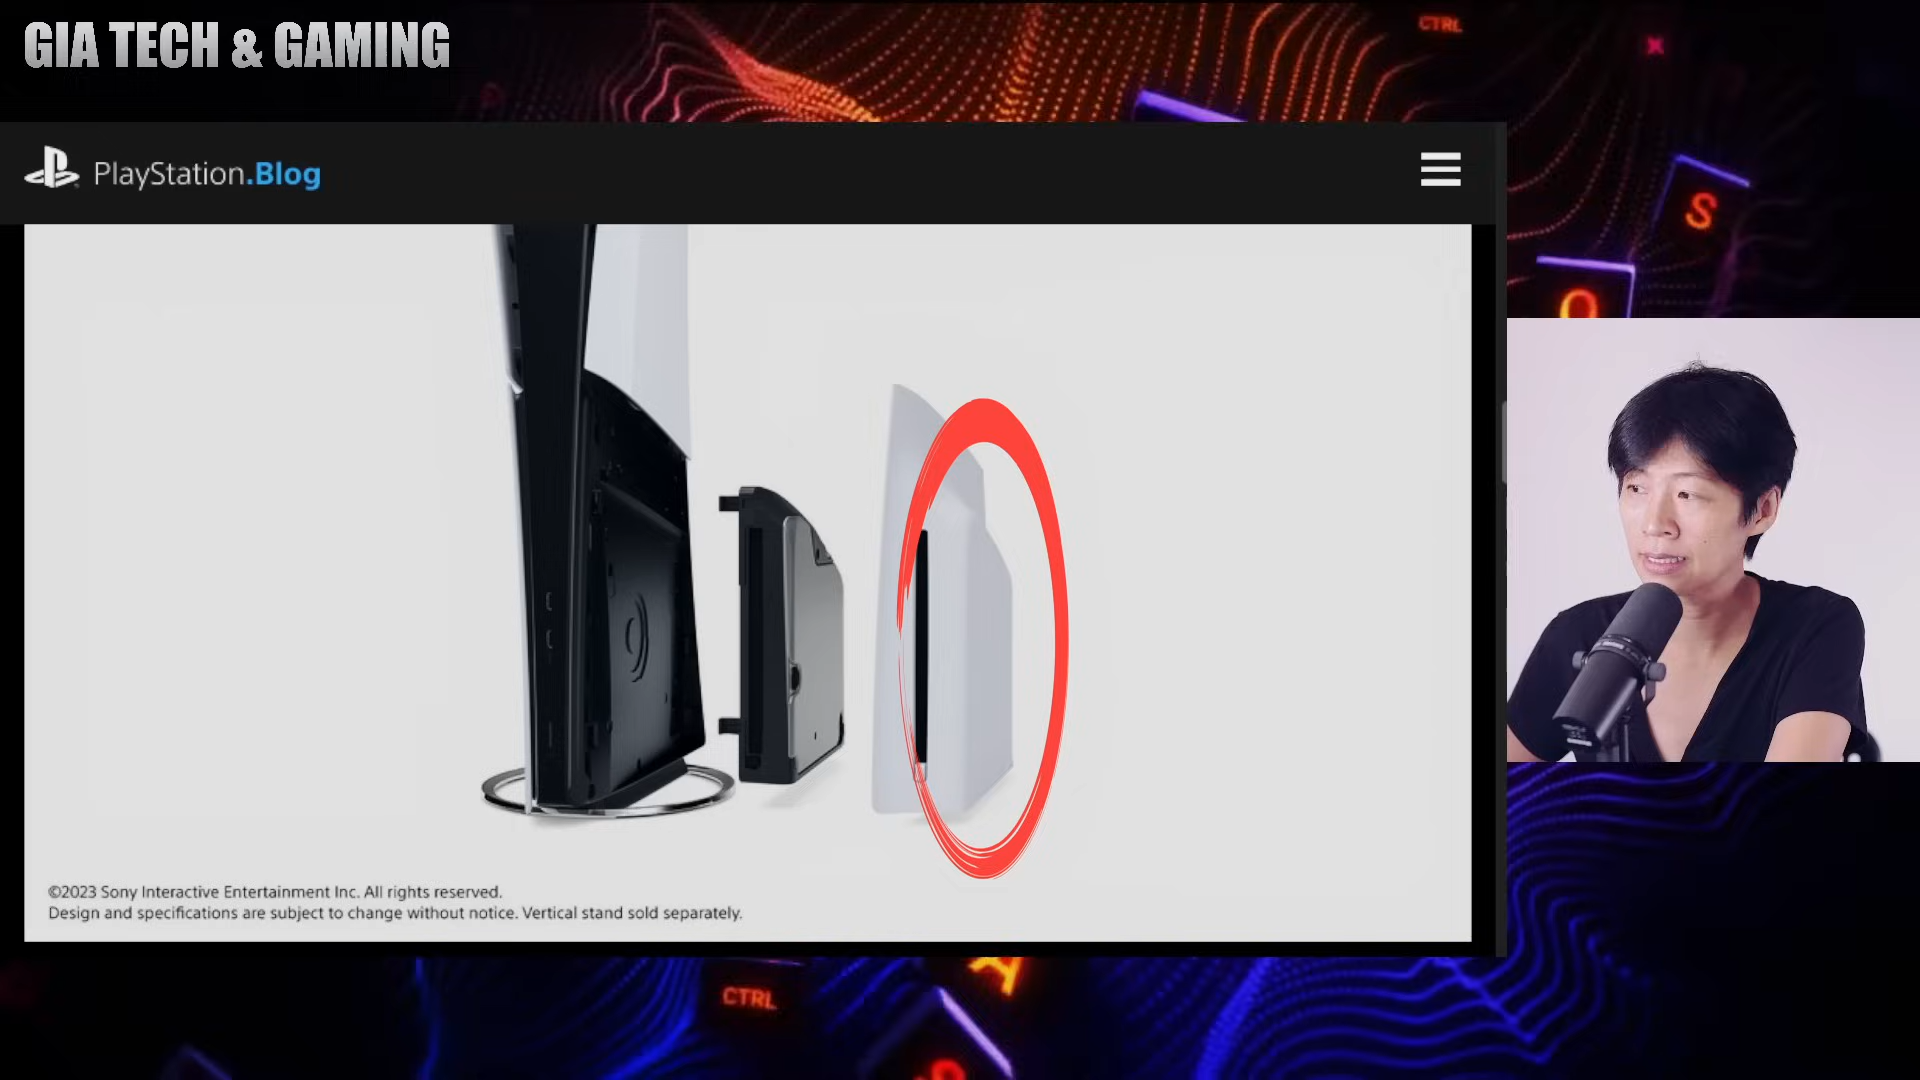 GIA TECH & GAMING
CTRL
PlayStation.Blog
S
O
©2023 Sony Interactive Entertainment Inc. All rights reserved.
Design and specifications are subject to change without notice. Vertical stand sold separately.
A
CTRL